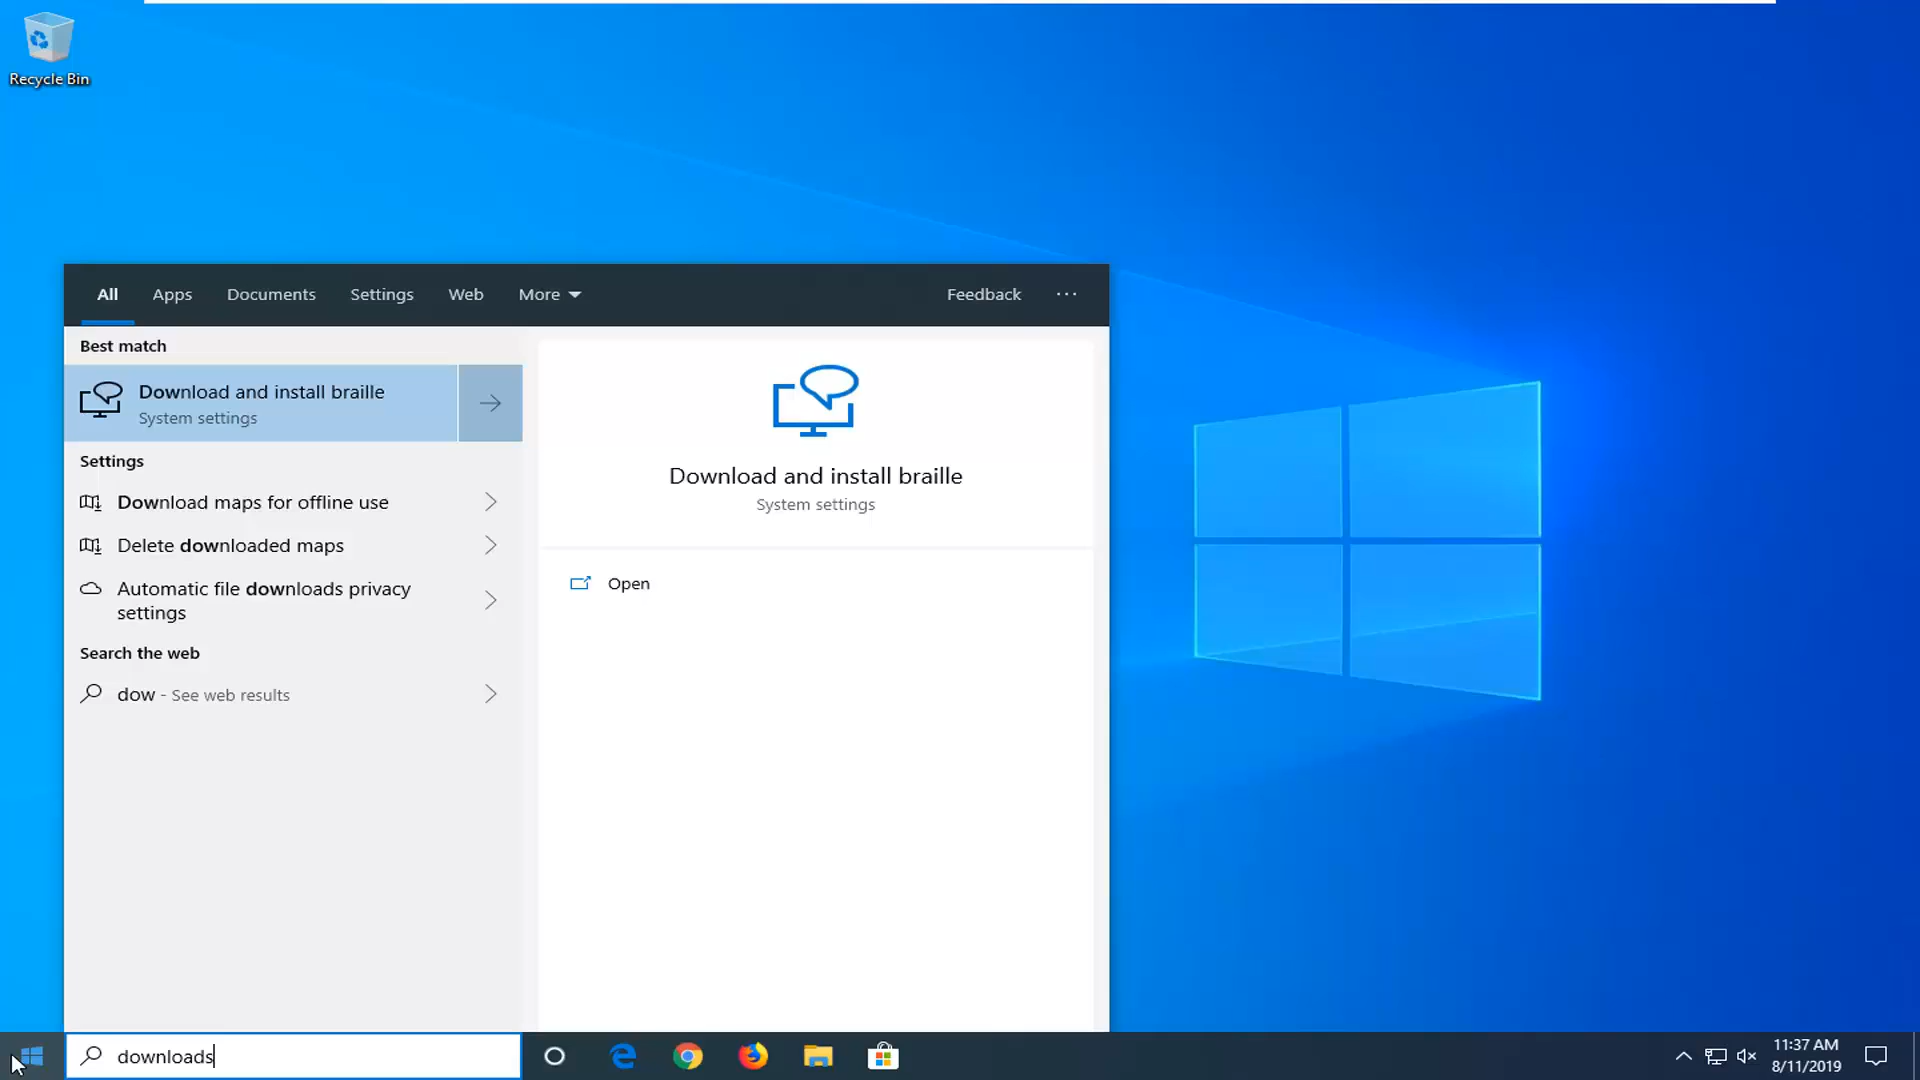 Recycle Bin
All Apps Documents Settings Web More Feedback ...
Best match
Download and install braille
System settings
Settings
Download maps for offline use
Delete downloaded maps
Automatic file downloads privacy
settings
Search the web
dow - See web results
Download and install braille
System settings
Open
downloads
11:37 AM
8/11/2019